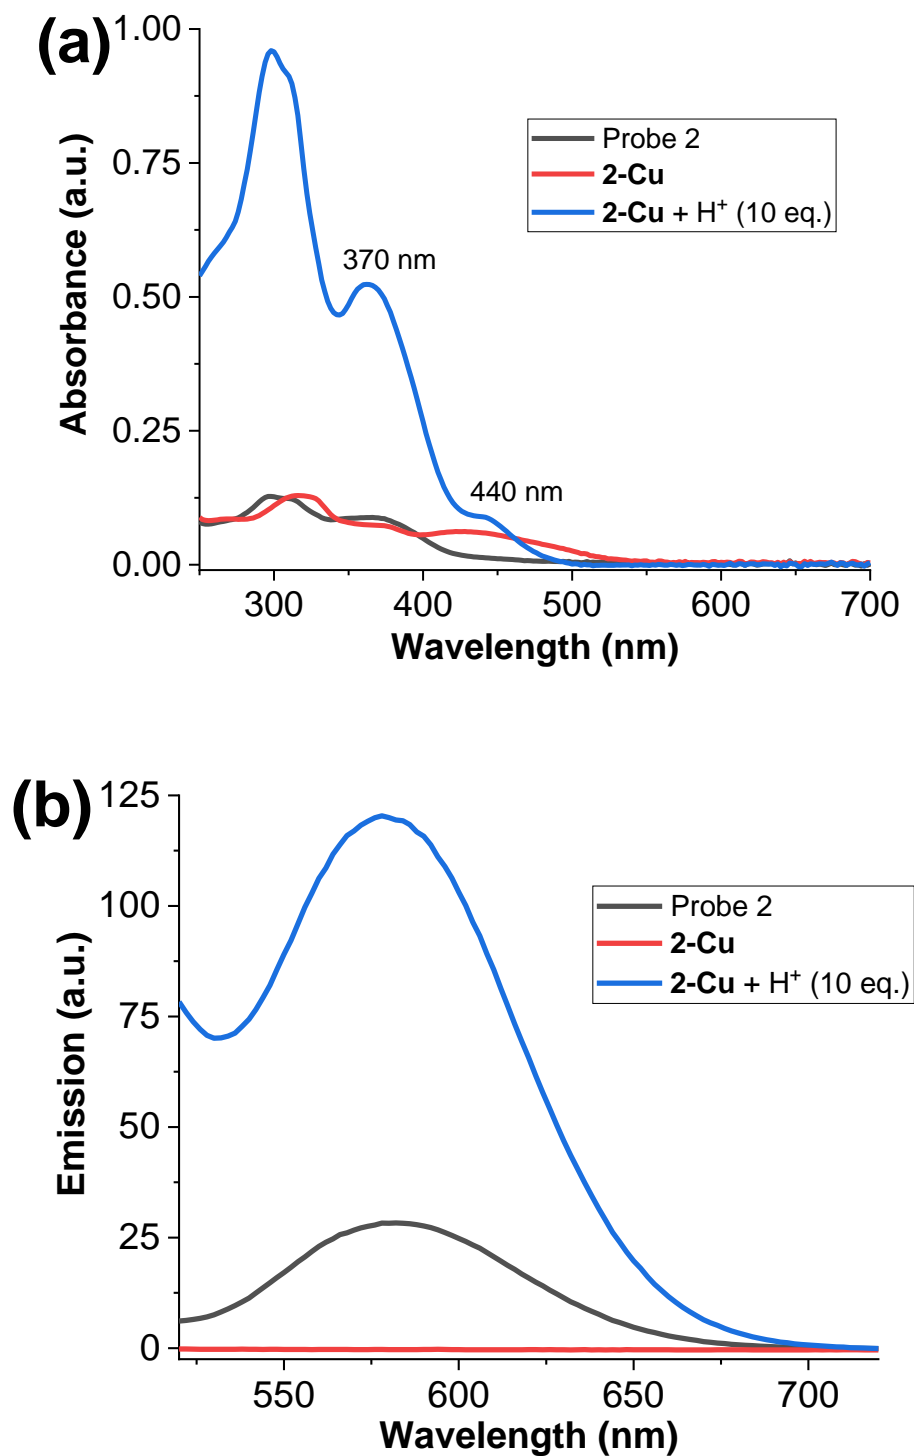 (a)
1.00
0.75
0.50
0.25
0.00
Absorbance (a.u.)
Probe 2
2-Cu
2-Cu + H⁺ (10 eq.)
370 nm
440 nm
300 400 500 600 700
Wavelength (nm)
(b)
125
100
75
50
25
0
Emission (a.u.)
Probe 2
2-Cu
2-Cu + H⁺ (10 eq.)
550 600 650 700
Wavelength (nm)